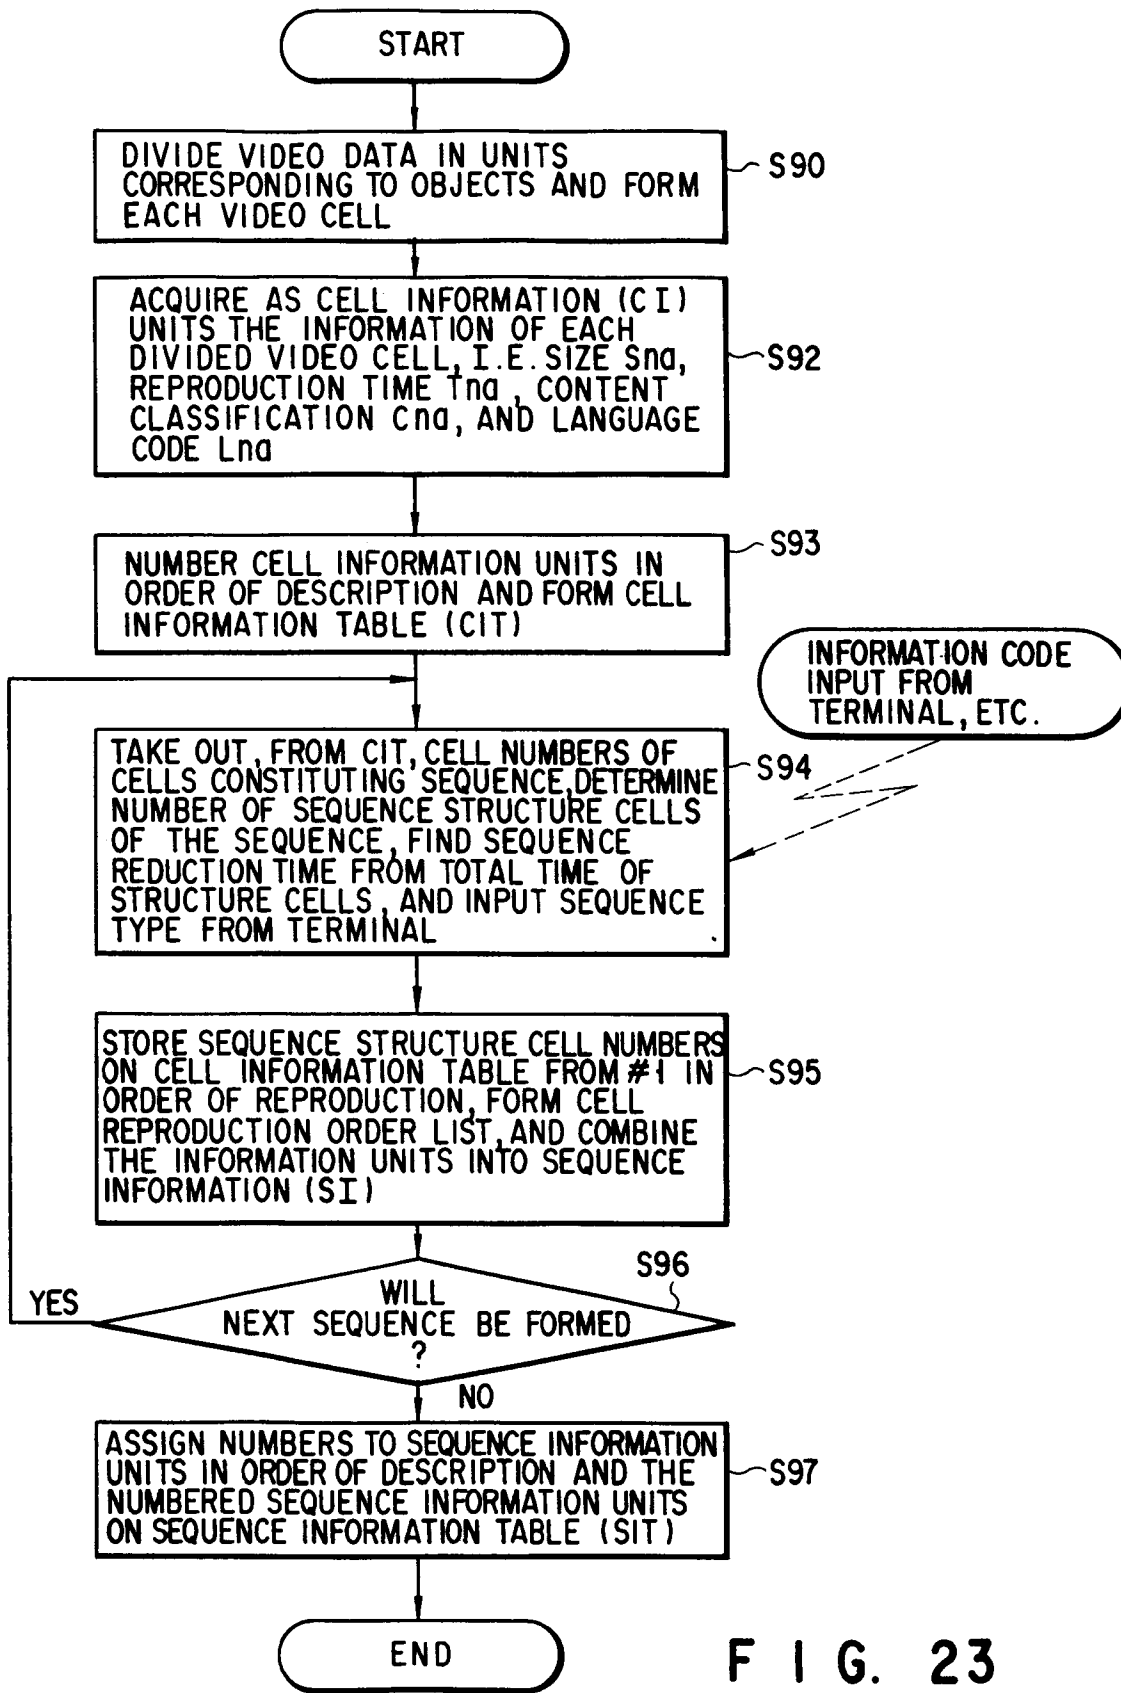 START
DIVIDE VIDEO DATA IN UNITS
CORRESPONDING TO OBJECTS AND FORM
EACH VIDEO CELL
S90
ACQUIRE AS CELL INFORMATION (CI)
UNITS THE INFORMATION OF EACH
DIVIDED VIDEO CELL, I.E. SIZE Sna,
REPRODUCTION TIME Tna, CONTENT
CLASSIFICATION Cna, AND LANGUAGE
CODE Lna
S92
NUMBER CELL INFORMATION UNITS IN
ORDER OF DESCRIPTION AND FORM CELL
INFORMATION TABLE (CIT)
S93
INFORMATION CODE
INPUT FROM
TERMINAL, ETC.
TAKE OUT, FROM CIT, CELL NUMBERS OF
CELLS CONSTITUTING SEQUENCE, DETERMINE
NUMBER OF SEQUENCE STRUCTURE CELLS
OF THE SEQUENCE, FIND SEQUENCE
REDUCTION TIME FROM TOTAL TIME OF
STRUCTURE CELLS, AND INPUT SEQUENCE
TYPE FROM TERMINAL
S94
STORE SEQUENCE STRUCTURE CELL NUMBERS
ON CELL INFORMATION TABLE FROM #1 IN
ORDER OF REPRODUCTION, FORM CELL
REPRODUCTION ORDER LIST, AND COMBINE
THE INFORMATION UNITS INTO SEQUENCE
INFORMATION (SI)
S95
S96
WILL
NEXT SEQUENCE BE FORMED
?
YES
NO
ASSIGN NUMBERS TO SEQUENCE INFORMATION
UNITS IN ORDER OF DESCRIPTION AND THE
NUMBERED SEQUENCE INFORMATION UNITS
ON SEQUENCE INFORMATION TABLE (SIT)
S97
END
FIG. 23